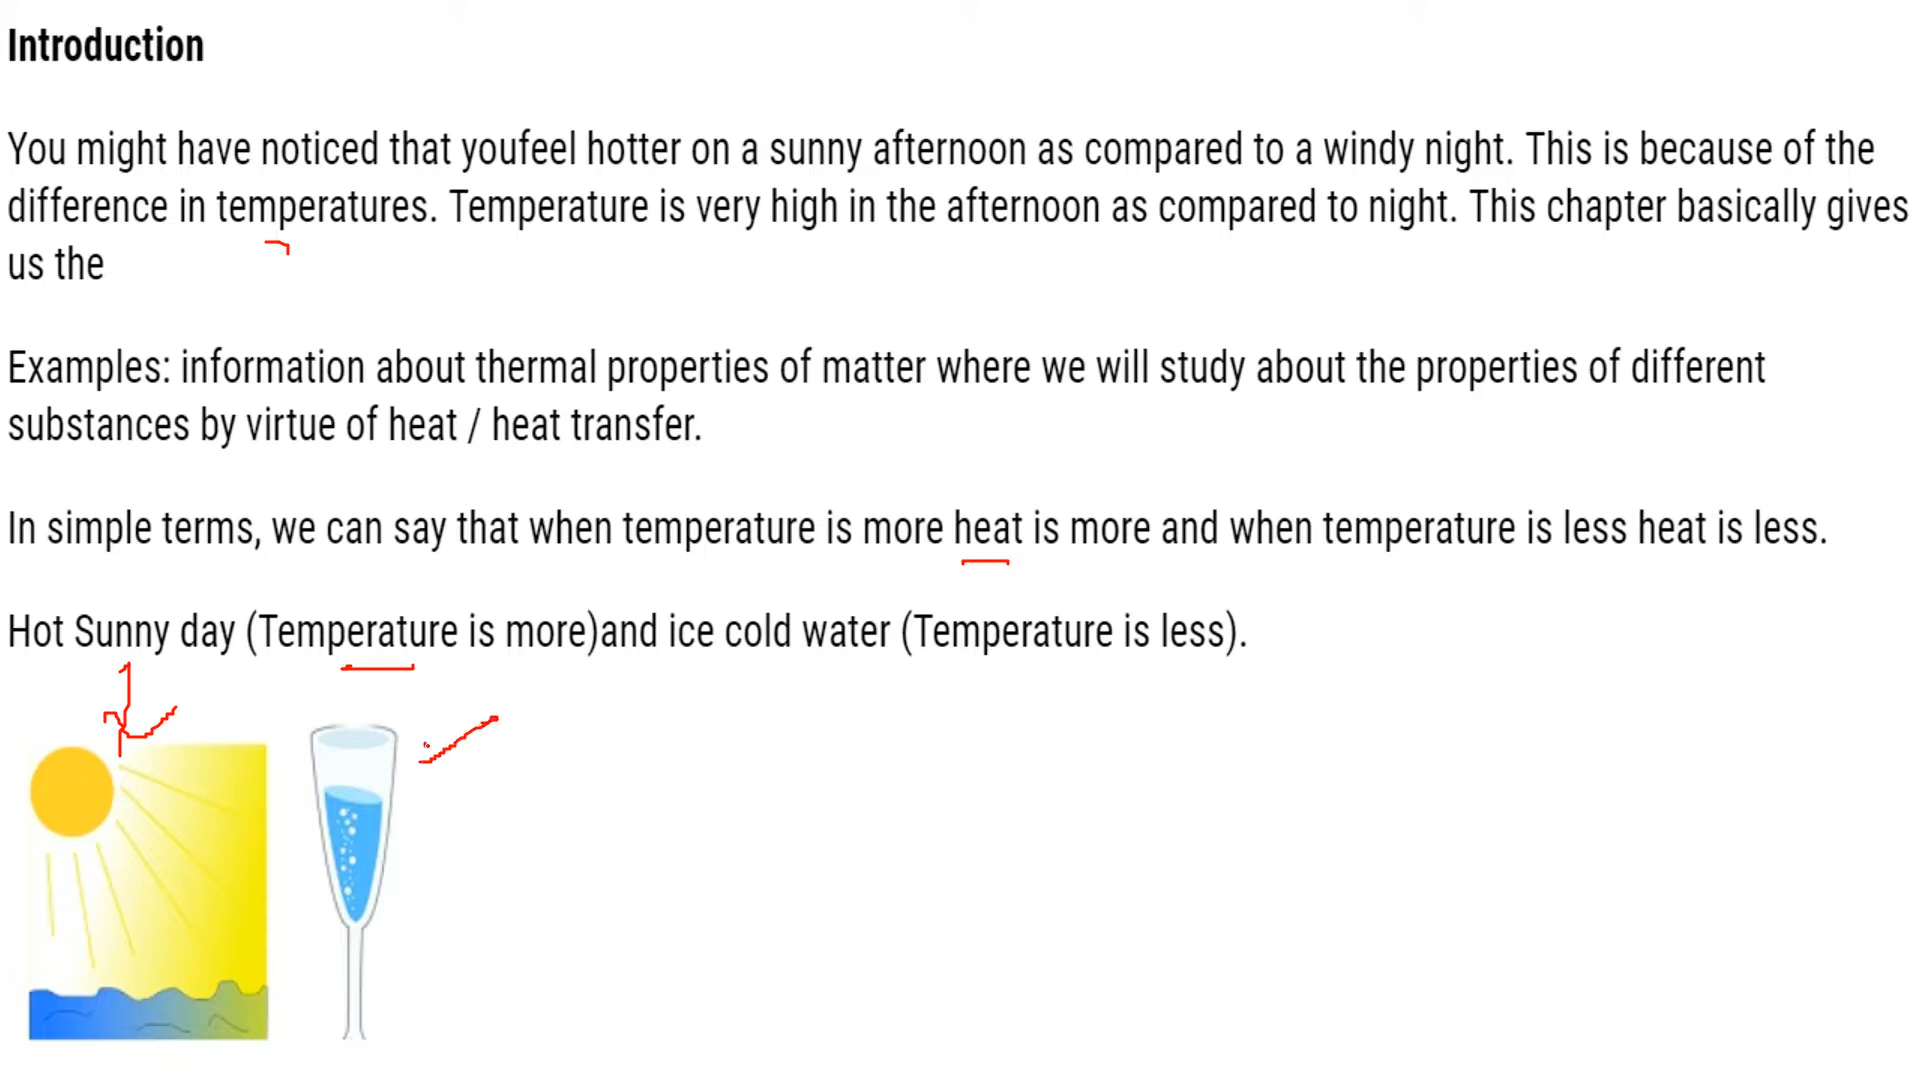 Introduction
You might have noticed that youfeel hotter on a sunny afternoon as compared to a windy night. This is because of the
difference in temperatures. Temperature is very high in the afternoon as compared to night. This chapter basically gives
us the
Examples: information about thermal properties of matter where we will study about the properties of different
substances by virtue of heat / heat transfer.
In simple terms, we can say that when temperature is more heat is more and when temperature is less heat is less.
Hot Sunny day (Temperature is more)and ice cold water (Temperature is less).